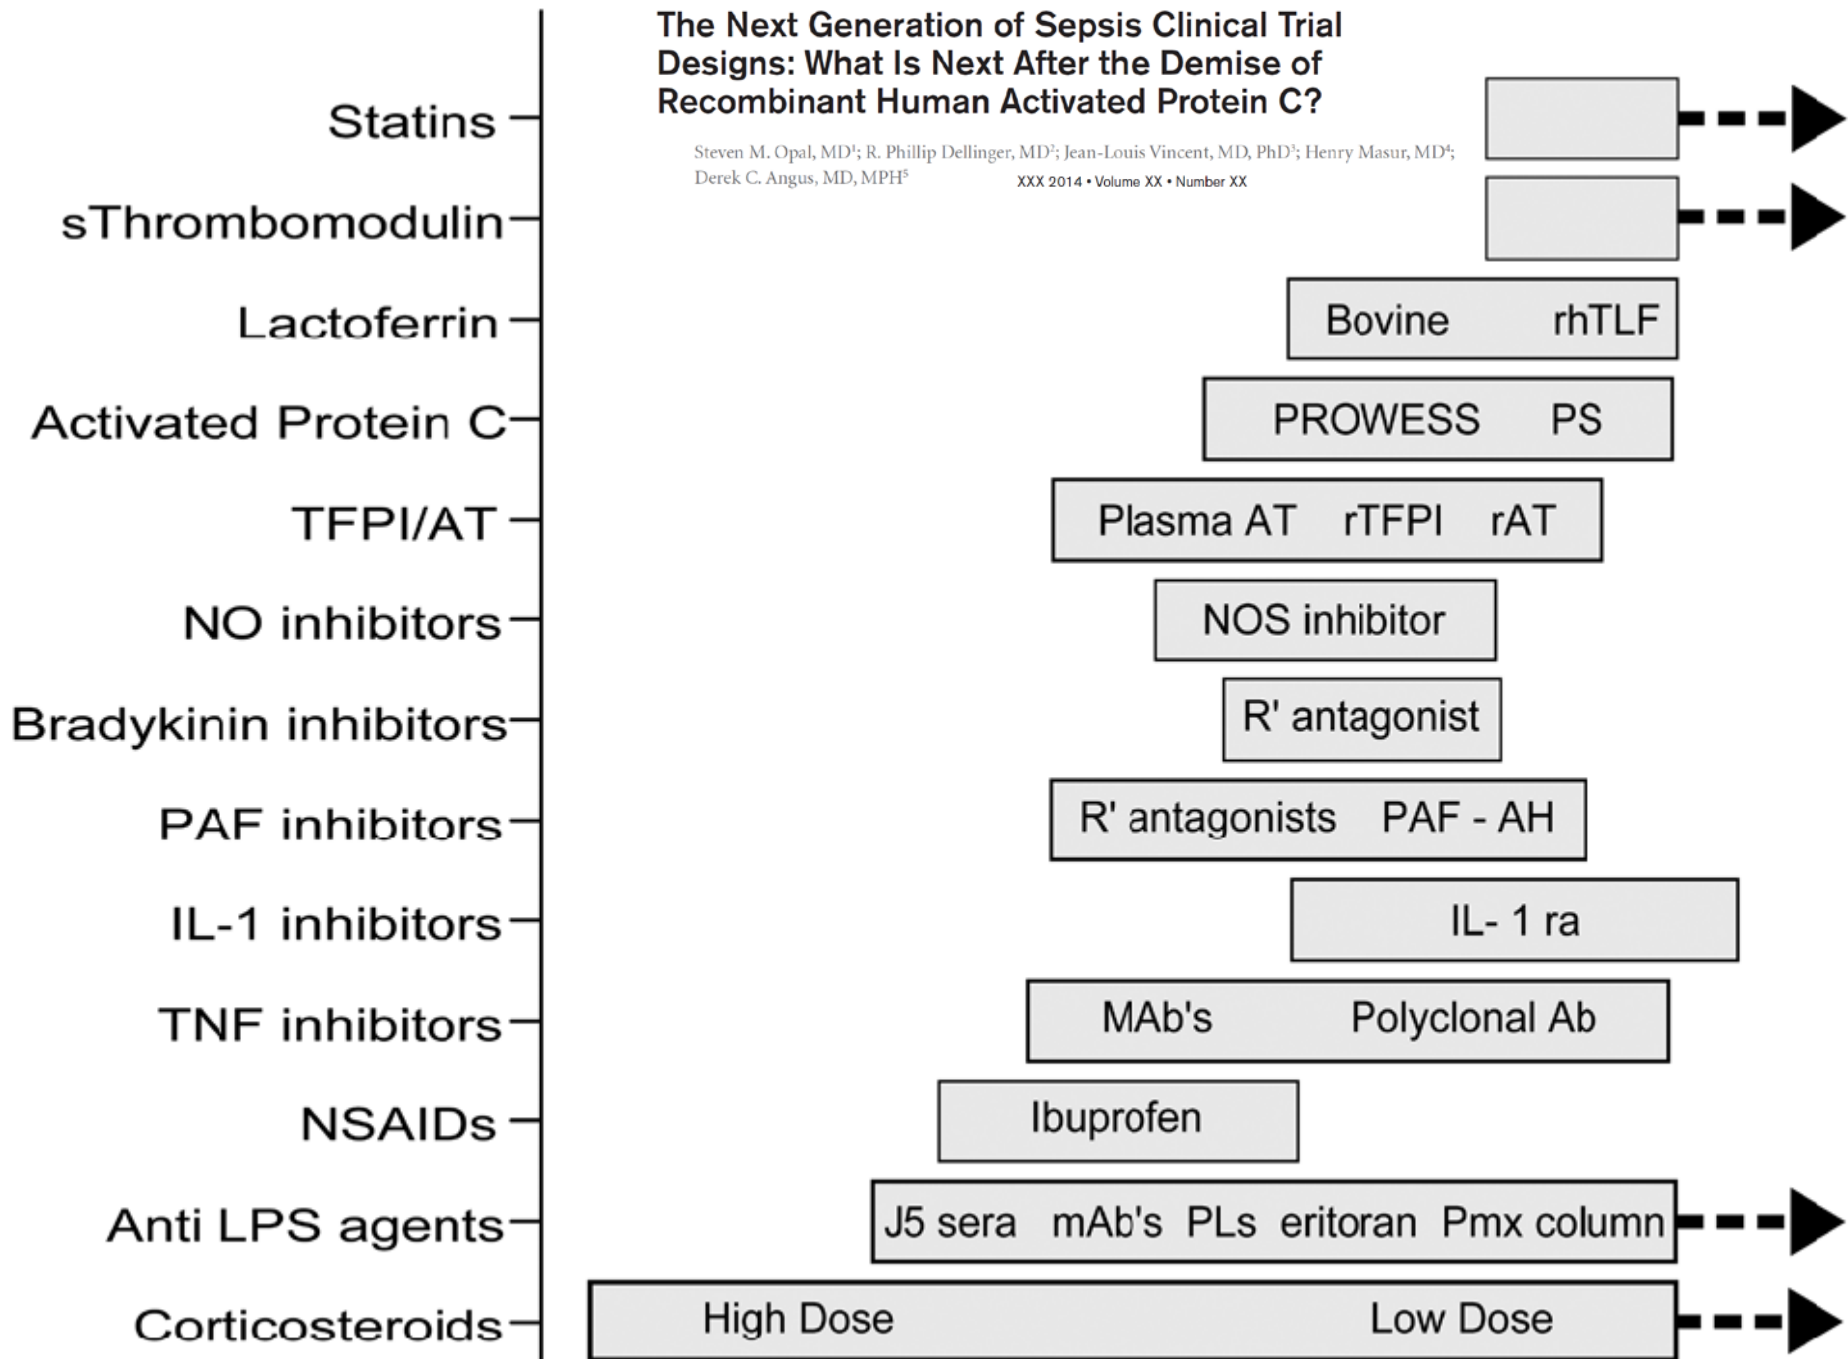 The Next Generation of Sepsis Clinical Trial
Designs: What Is Next After the Demise of
Recombinant Human Activated Protein C?
Steven M. Opal, MD¹; R. Phillip Dellinger, MD²; Jean-Louis Vincent, MD, PhD³; Henry Masur, MD⁴;
Derek C. Angus, MD, MPH⁵
XXX 2014 • Volume XX • Number XX
Statins
sThrombomodulin
Lactoferrin Bovine rhTLF
Activated Protein C PROWESS PS
TFPI/AT Plasma AT rTFPI rAT
NO inhibitors NOS inhibitor
Bradykinin inhibitors R' antagonist
PAF inhibitors R' antagonists PAF - AH
IL-1 inhibitors IL- 1 ra
TNF inhibitors MAb's Polyclonal Ab
NSAIDs Ibuprofen
Anti LPS agents J5 sera mAb's PLs eritoran Pmx column
Corticosteroids High Dose Low Dose